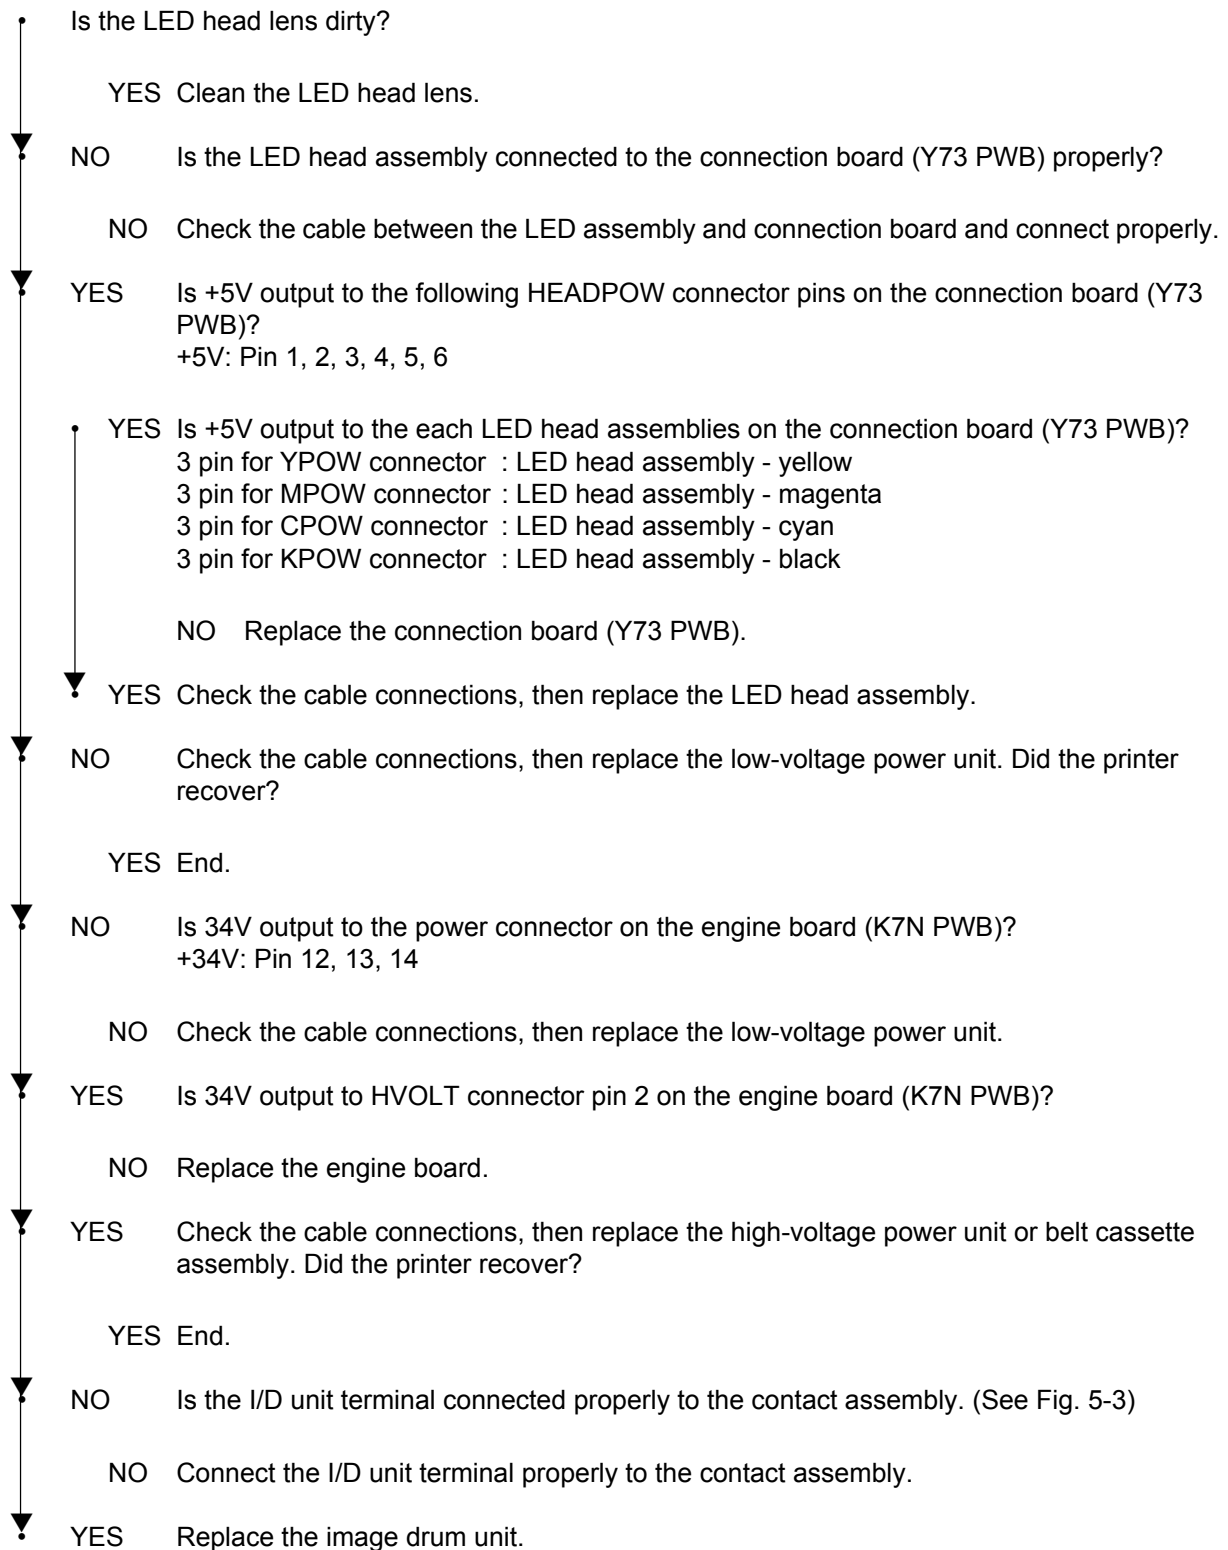 Is the LED head lens dirty?
YES Clean the LED head lens.
NO Is the LED head assembly connected to the connection board (Y73 PWB) properly?
NO Check the cable between the LED assembly and connection board and connect properly.
YES Is +5V output to the following HEADPOW connector pins on the connection board (Y73
PWB)?
+5V: Pin 1, 2, 3, 4, 5, 6
YES Is +5V output to the each LED head assemblies on the connection board (Y73 PWB)?
3 pin for YPOW connector : LED head assembly - yellow
3 pin for MPOW connector : LED head assembly - magenta
3 pin for CPOW connector : LED head assembly - cyan
3 pin for KPOW connector : LED head assembly - black
NO Replace the connection board (Y73 PWB).
YES Check the cable connections, then replace the LED head assembly.
NO Check the cable connections, then replace the low-voltage power unit. Did the printer
recover?
YES End.
NO Is 34V output to the power connector on the engine board (K7N PWB)?
+34V: Pin 12, 13, 14
NO Check the cable connections, then replace the low-voltage power unit.
YES Is 34V output to HVOLT connector pin 2 on the engine board (K7N PWB)?
NO Replace the engine board.
YES Check the cable connections, then replace the high-voltage power unit or belt cassette
assembly. Did the printer recover?
YES End.
NO Is the I/D unit terminal connected properly to the contact assembly. (See Fig. 5-3)
NO Connect the I/D unit terminal properly to the contact assembly.
YES Replace the image drum unit.